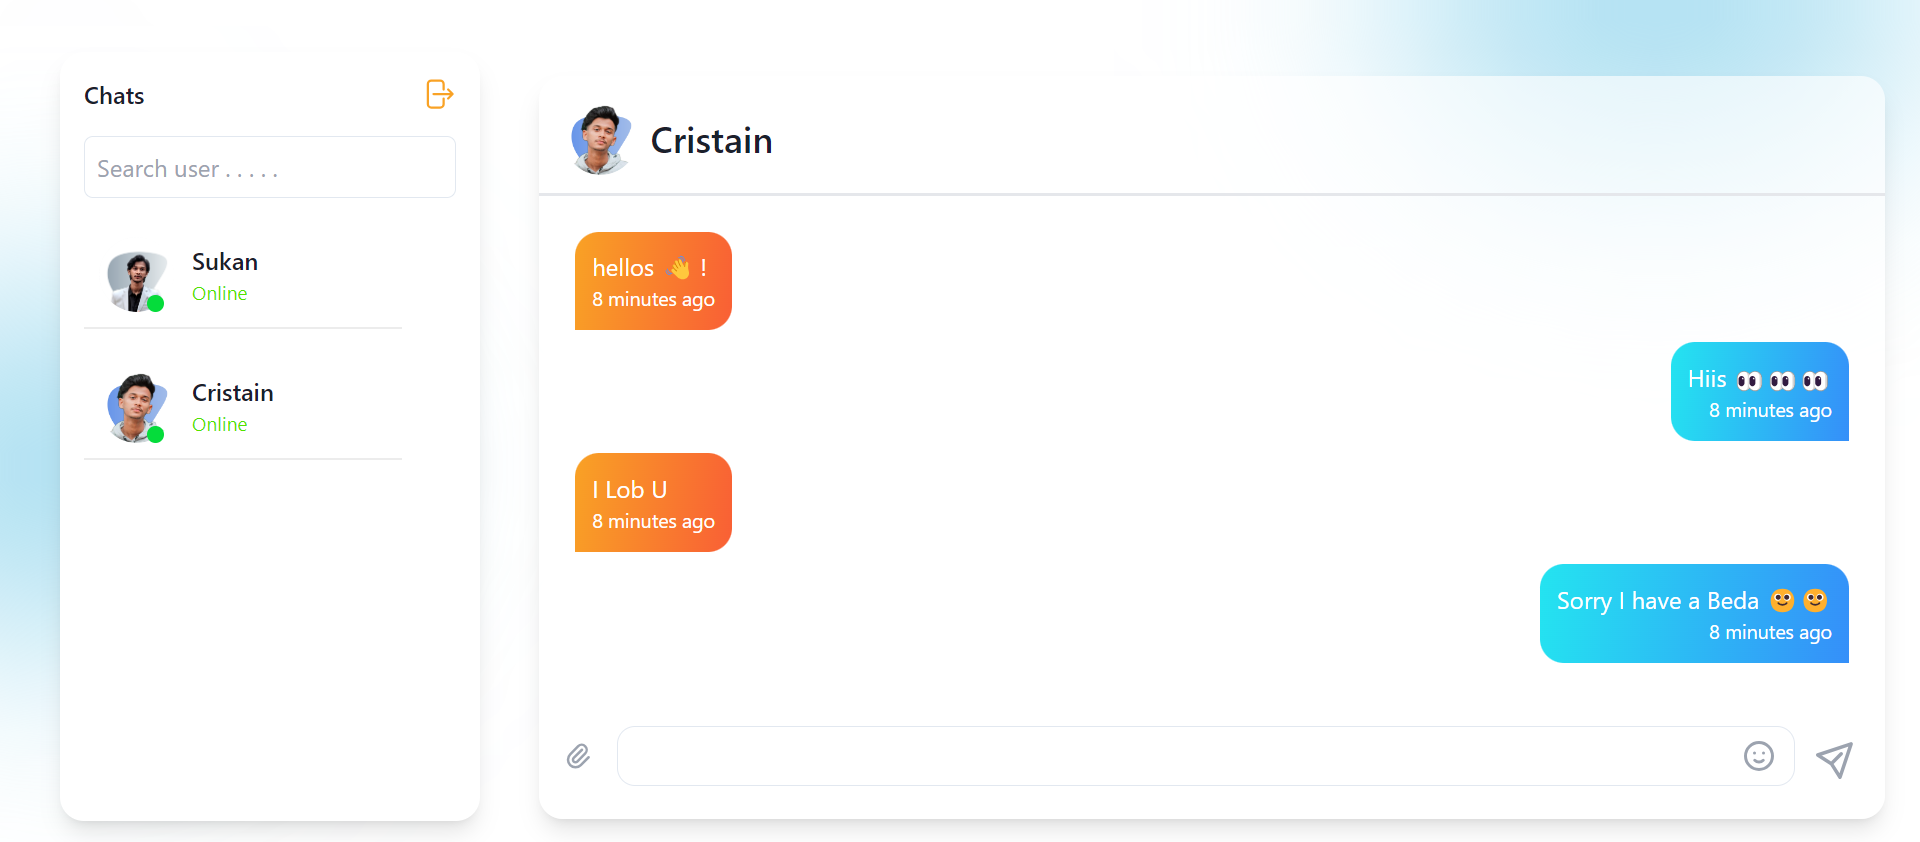 Chats
Search user . . . . .
Sukan
Online
Cristain
Online
Cristain
hellos 👋 !
8 minutes ago
Hiis 👀 👀 👀
8 minutes ago
I Lob U
8 minutes ago
Sorry I have a Beda 🙂 🙂
8 minutes ago